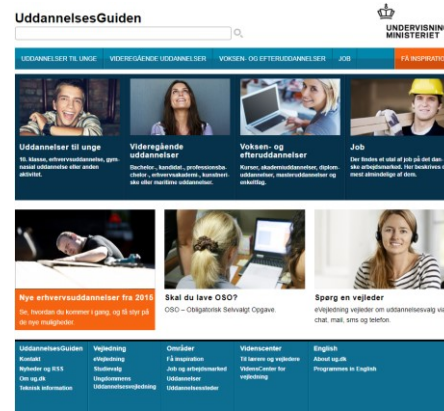 UddannelsesGuiden
UNDERVISNING
MINISTERIET
UDDANNELSER TIL UNGE
VIDEREGÅENDE UDDANNELSER
VOKSEN- OG EFTERUDDANNELSER
JOB
FÅ INSPIRATIO
Uddannelser til unge
10. klasse, erhvervsuddannelse, gym-
nasial uddannelse eller anden
aktivitet.
Videregående
uddannelser
Bachelor-, kandidat-, professionsba-
chelor-, erhvervsakademi-, kunstneri-
ske eller maritime uddannelser.
Voksen- og
efteruddannelser
Kurser, akademiuddannelser, diplom-
uddannelser, masteruddannelser og
enkeltfag.
Job
Der findes et utal af job på det dan-
ske arbejdsmarked. Her beskrives d
mest almindelige af dem.
Nye erhvervsuddannelser fra 2015
Se, hvordan du kommer i gang, og få styr på
de nye muligheder.
Skal du lave OSO?
OSO – Obligatorisk Selvvalgt Opgave.
Spørg en vejleder
eVejledning vejleder om uddannelsesvalg via
chat, mail, sms og telefon.
UddannelsesGuiden
Kontakt
Nyheder og RSS
Om ug.dk
Teknisk information
Vejledning
eVejledning
Studievalg
Ungdommens
Uddannelsesvejledning
Områder
Få inspiration
Job og arbejdsmarked
Uddannelser
Uddannelsessteder
Videnscenter
Til lærere og vejledere
VidensCenter for
vejledning
English
About ug.dk
Programmes in English